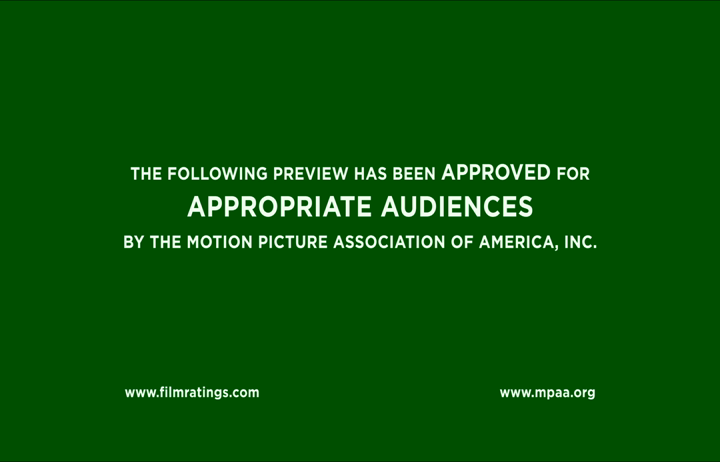 THE FOLLOWING PREVIEW HAS BEEN APPROVED FOR
APPROPRIATE AUDIENCES
BY THE MOTION PICTURE ASSOCIATION OF AMERICA, INC.
www.filmratings.com www.mpaa.org